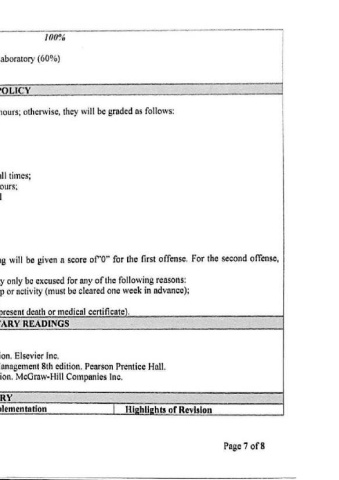 100%
aboratory (60%)
POLICY
hours; otherwise, they will be graded as follows:
all times;
ours;
ng will be given a score of"0" for the first offense. For the second offense,
y only be excused for any of the following reasons:
p or activity (must be cleared one week in advance);
present death or medical certificate).
TARY READINGS
ion. Elsevier Inc.
anagement 8th edition. Pearson Prentice Hall.
ion. McGraw-Hill Companies Inc.
RY
plementation
Highlights of Revision
Page 7 of 8